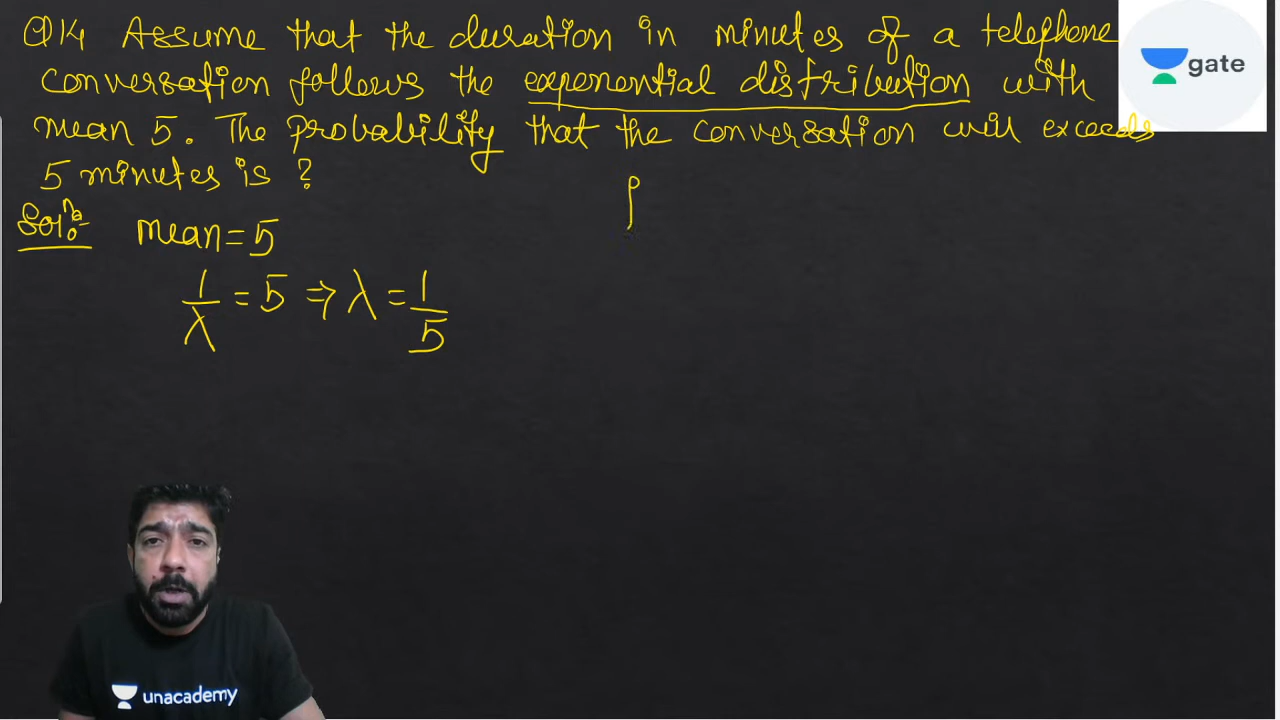 Q14 Assume that the duration in minutes of a telephone
conversation follows the exponential distribution with
mean 5. The probability that the conversation will exceeds
5 minutes is ?
Solⁿ:- mean = 5
1/λ = 5 ⇒ λ = 1/5
P
gate
unacademy